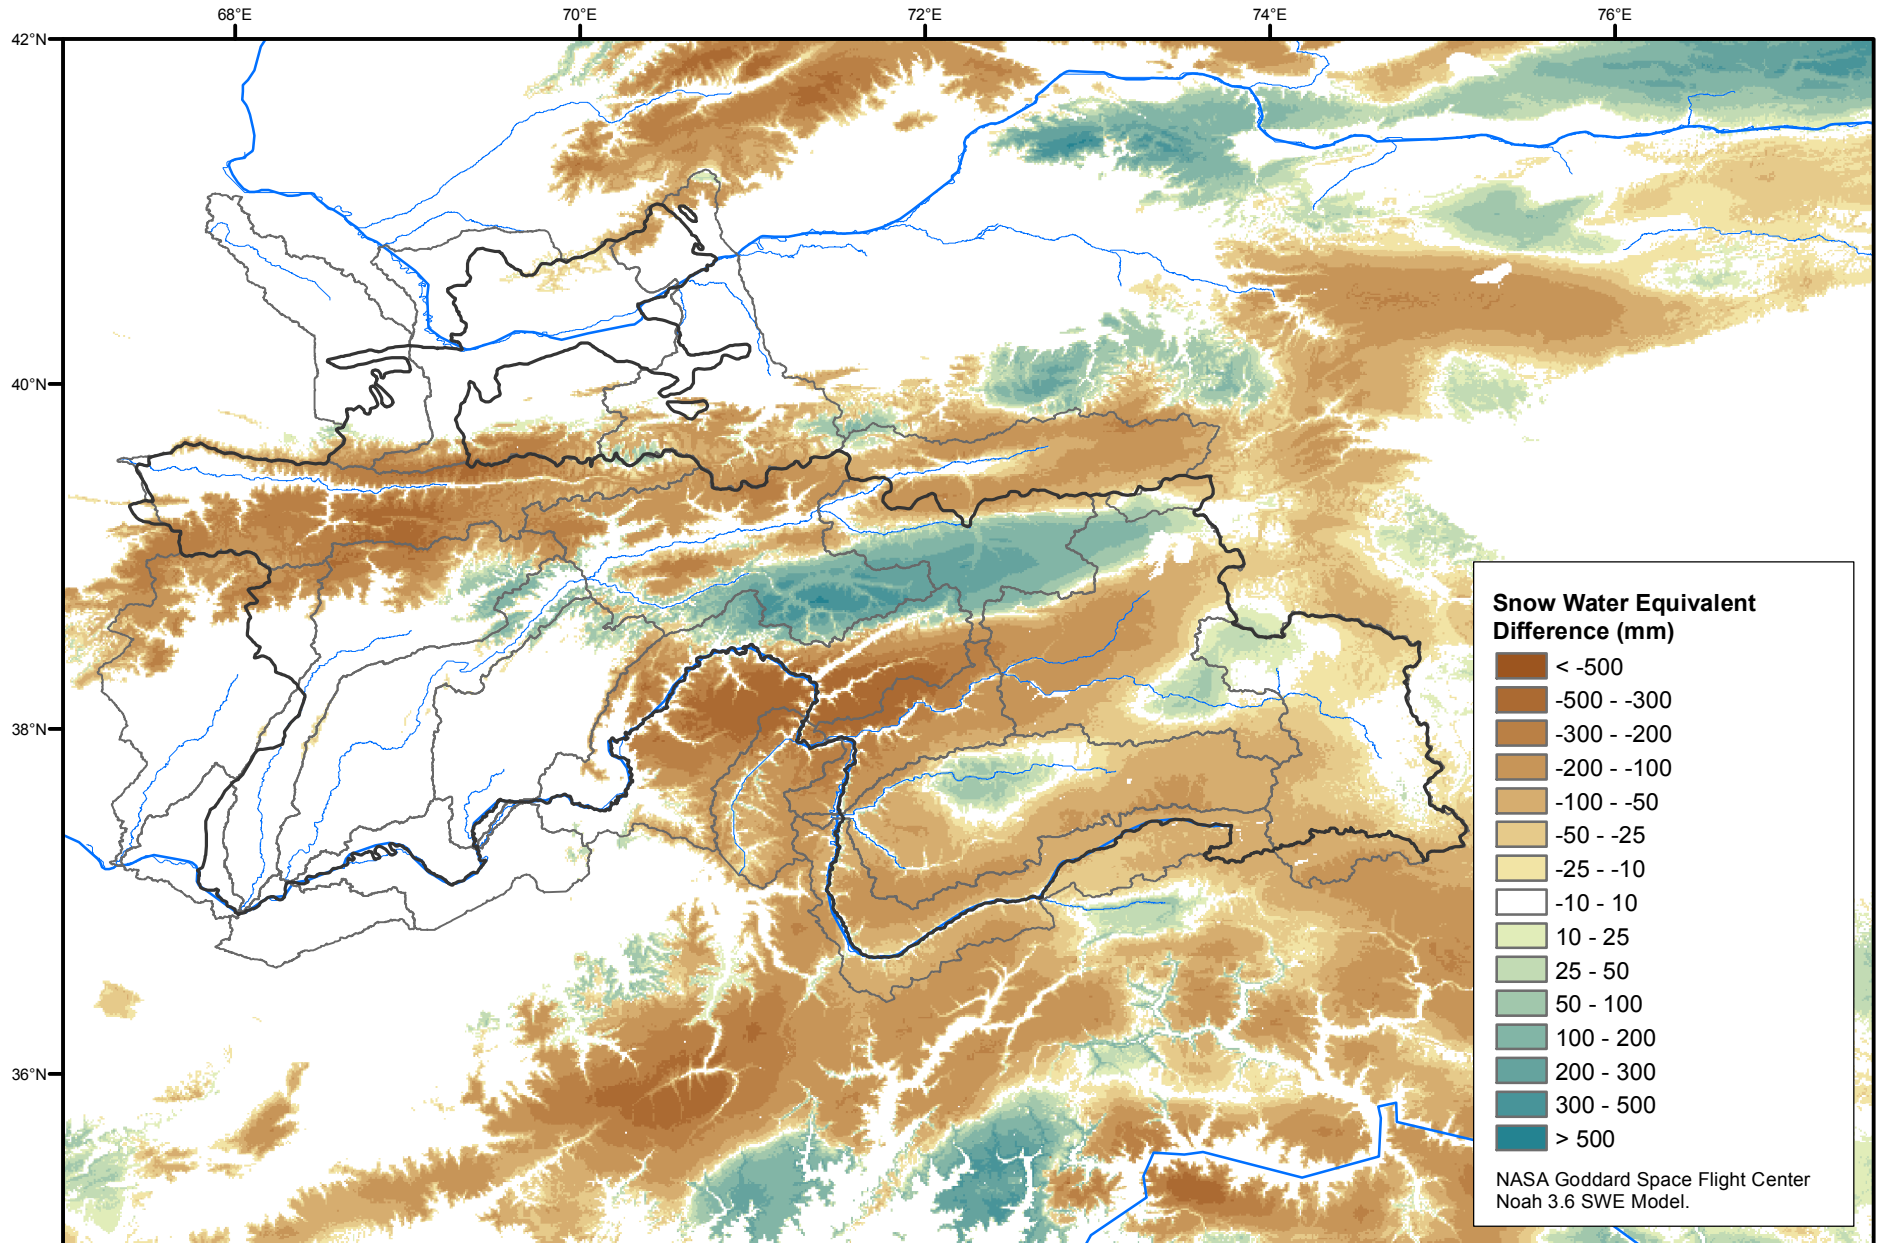 68°E 70°E 72°E 74°E 76°E
42°N
40°N
38°N
36°N
Snow Water Equivalent
Difference (mm)
< -500
-500 - -300
-300 - -200
-200 - -100
-100 - -50
-50 - -25
-25 - -10
-10 - 10
10 - 25
25 - 50
50 - 100
100 - 200
200 - 300
300 - 500
> 500
NASA Goddard Space Flight Center
Noah 3.6 SWE Model.